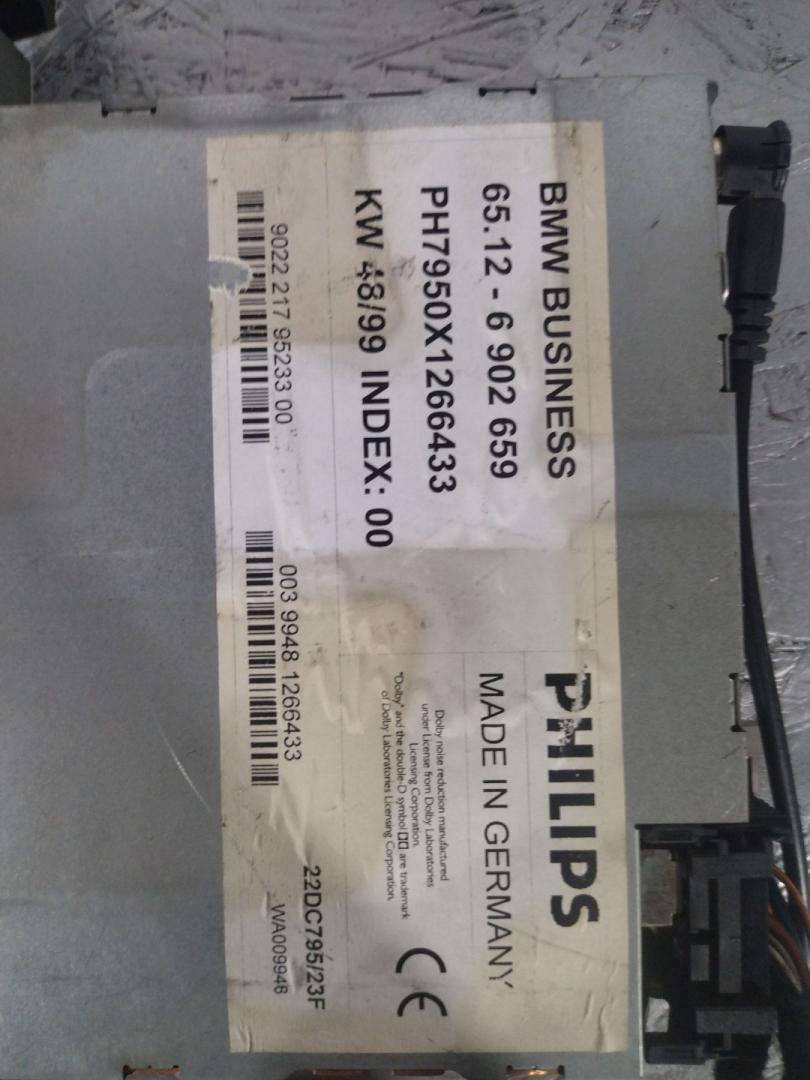 BMW BUSINESS
65.12 - 6 902 659
PH7950X1266433
KW 48/99 INDEX: 00
PHILIPS
MADE IN GERMANY
Dolby noise reduction manufactured
under License from Dolby Laboratories
Licensing Corporation.
"Dolby" and the double-D symbol are trademark
of Dolby Laboratories Licensing Corporation.
CE
9022 217 95233 00
003 9948 1266433
22DC795/23F
WA009948